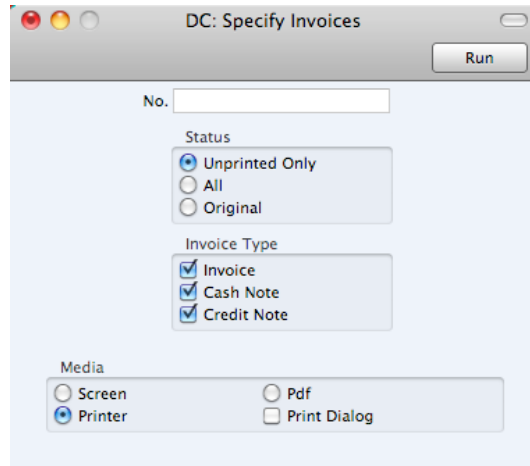 DC: Specify Invoices
Run
No.
Status
Unprinted Only
All
Original
Invoice Type
Invoice
Cash Note
Credit Note
Media
Screen Pdf
Printer Print Dialog